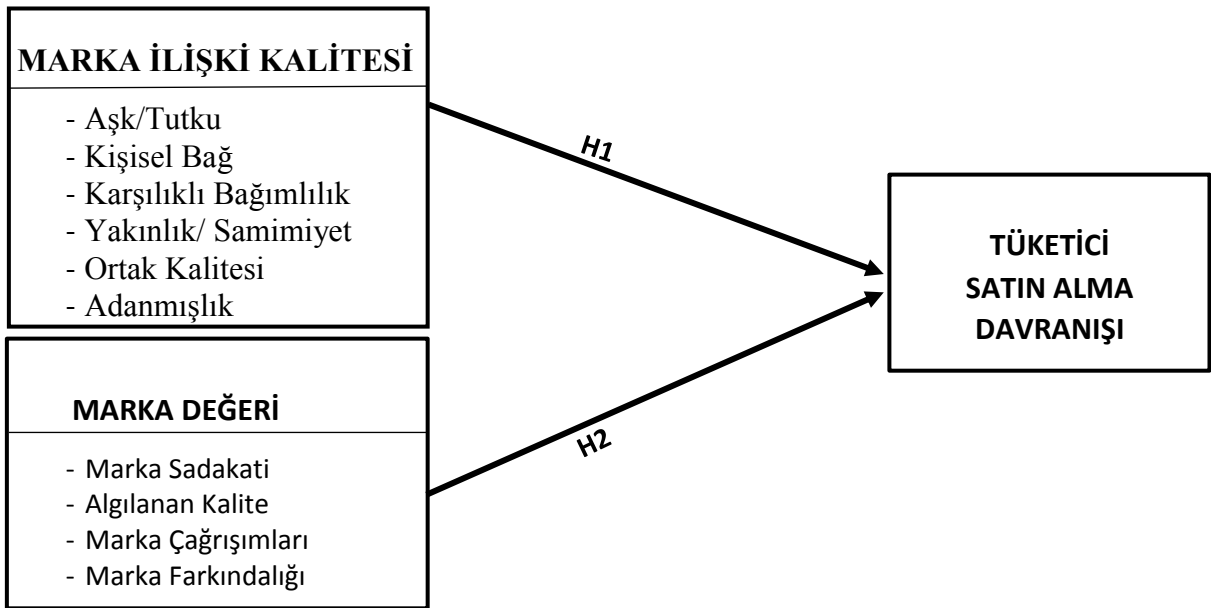 MARKA İLİŞKİ KALİTESİ
- Aşk/Tutku
- Kişisel Bağ
- Karşılıklı Bağımlılık
- Yakınlık/ Samimiyet
- Ortak Kalitesi
- Adanmışlık
H1
TÜKETİCİ
SATIN ALMA
DAVRANIŞI
MARKA DEĞERİ
- Marka Sadakati
- Algılanan Kalite
- Marka Çağrışımları
- Marka Farkındalığı
H2